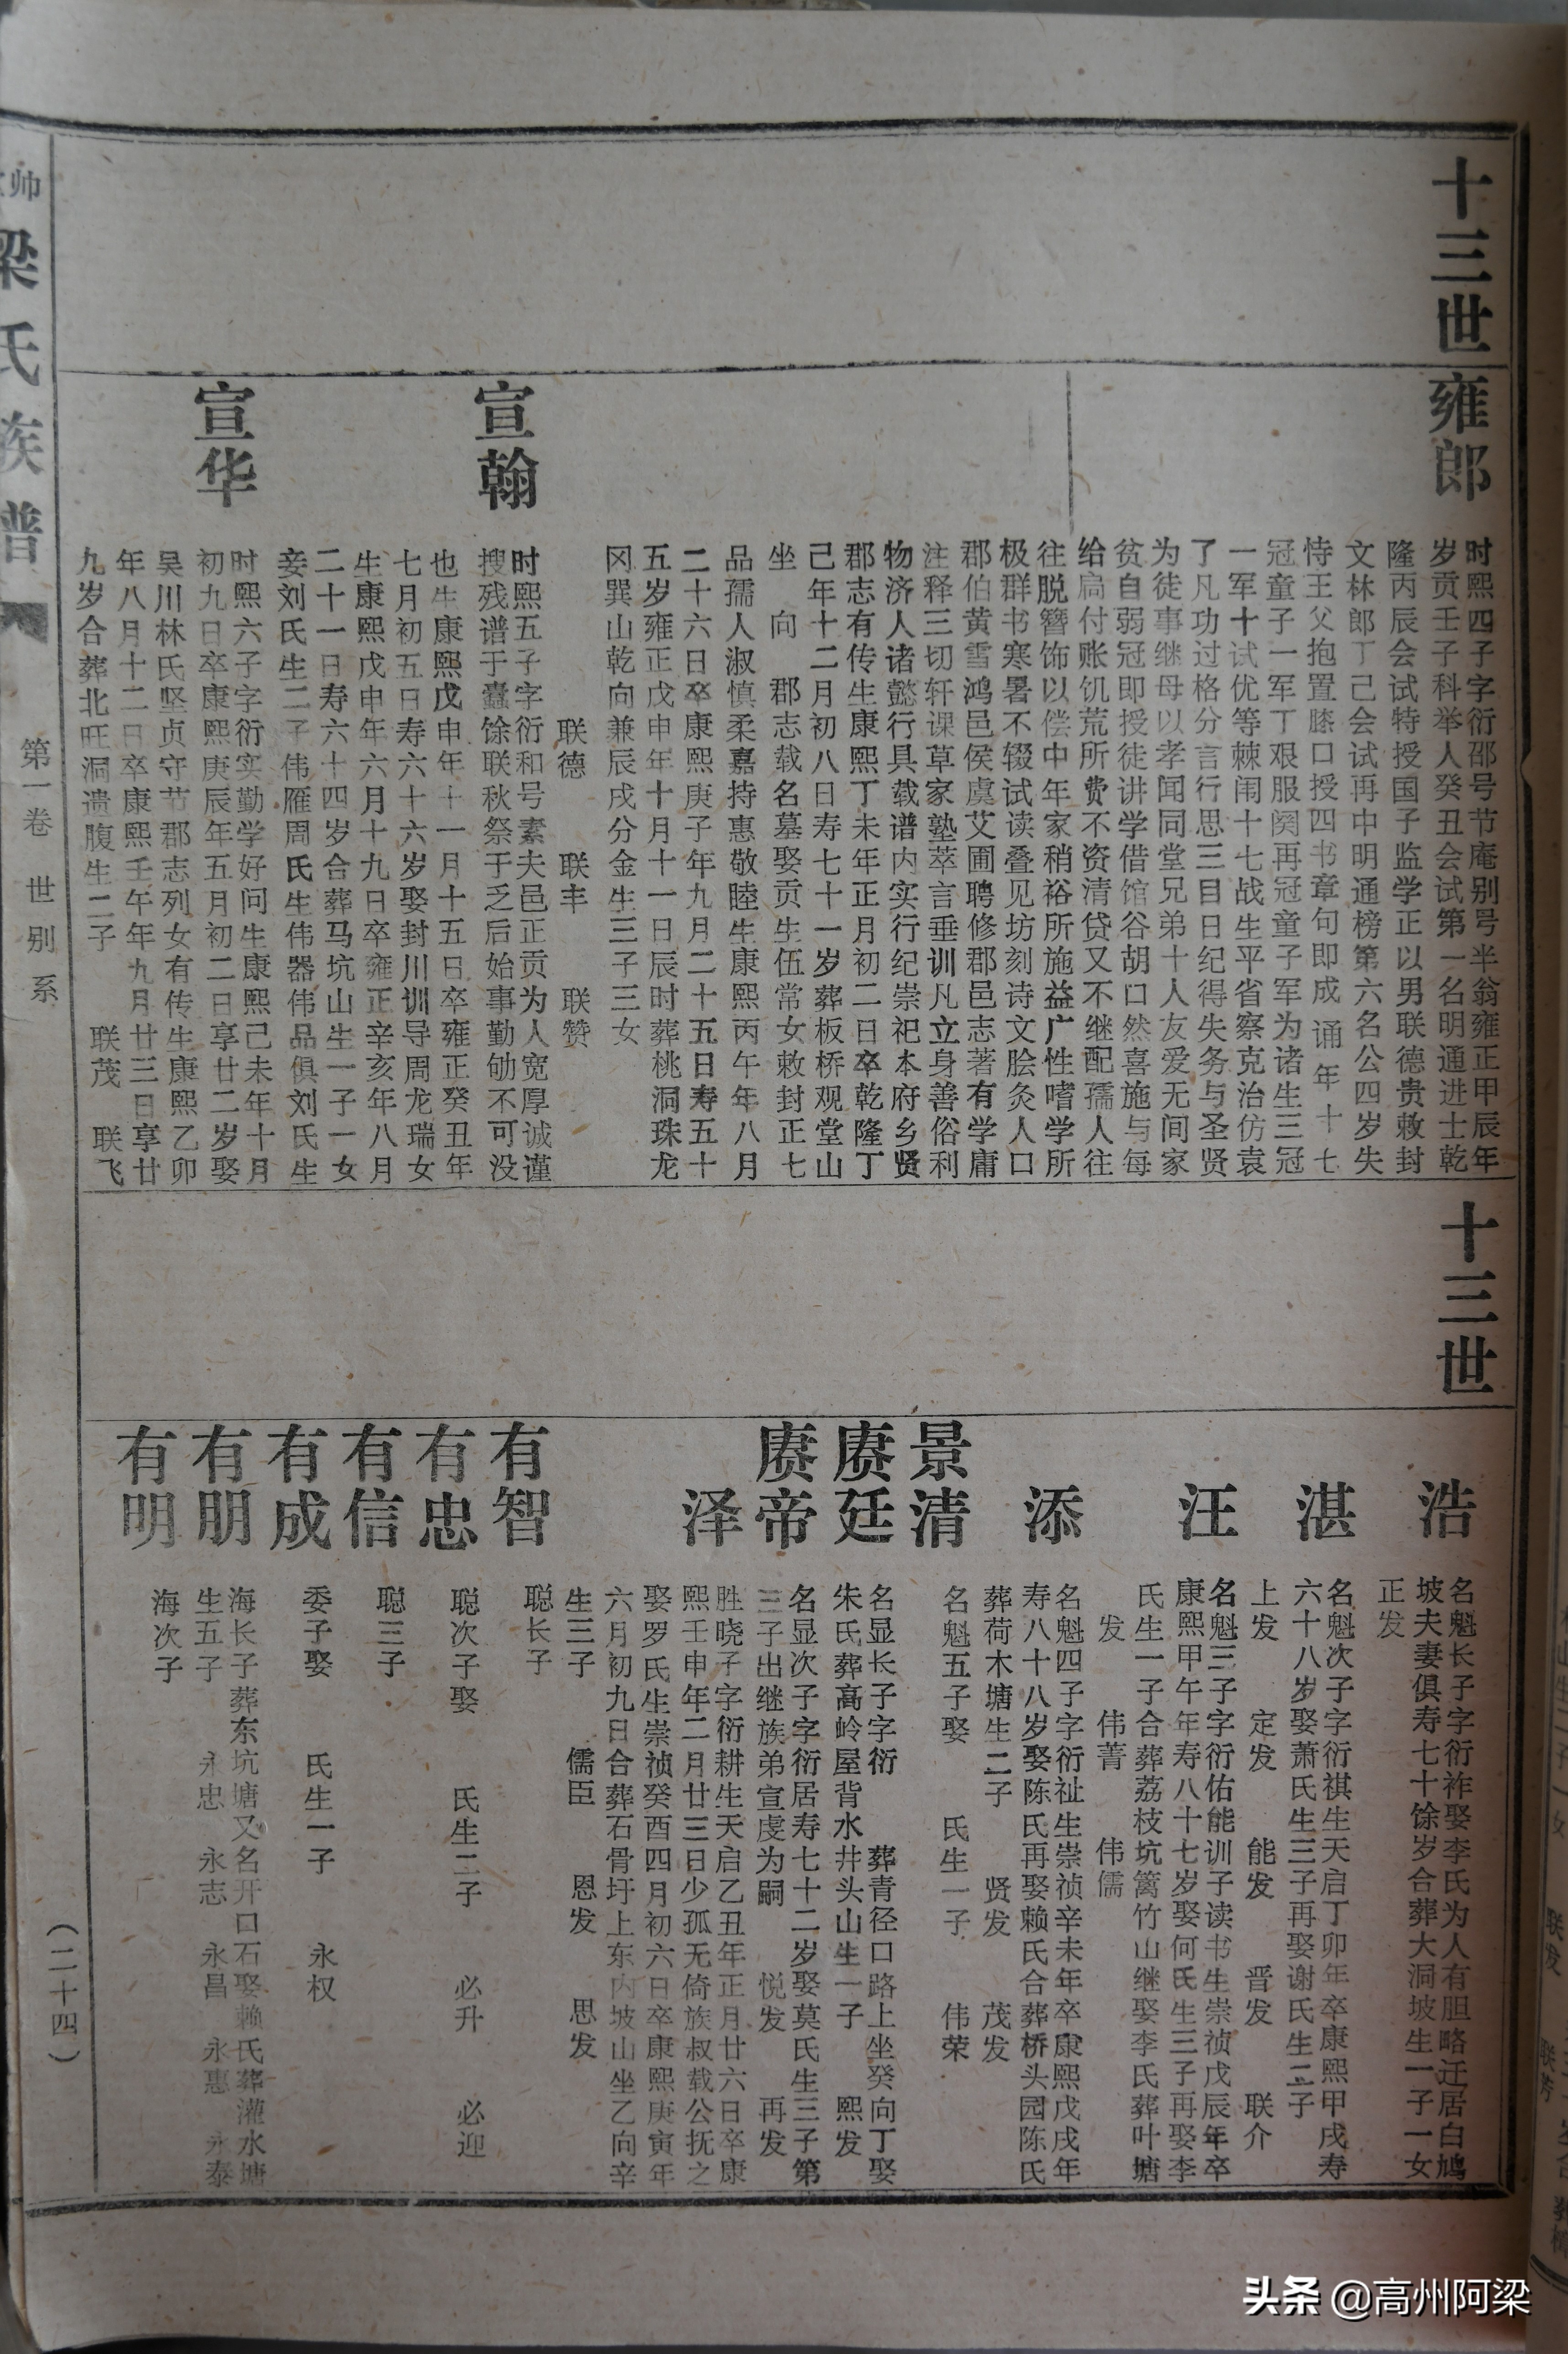 十三世
雍郎
时熙四子字衍邵号节庵别号半翁雍正甲辰年
岁贡壬子科举人癸丑会试第一名明通进士乾
隆丙辰会试特授国子监学正以男联德贵敕封
文林郎丁己会试再中明通榜第六名公四岁失
恃王父抱置膝口授四书章句即成诵年十七
冠童子一军丁艰服阕再冠童子军为诸生三冠
一军十试优等棘闱十七战生平省察克治仿袁
了凡功过格分言行思三目日纪得失务与圣贤
为徒事继母以孝闻同堂兄弟十人友爱无间家
贫自弱冠即授徒讲学借馆谷胡口然喜施与每
给扃付账饥荒所费不资清贷又不继配孺人往
往脱簪饰以偿中年家稍裕所施益广性嗜学所
极群书寒暑不辍试读叠见坊刻诗文脍灸人口
郡伯黄雪鸿邑侯虞艾圃聘修郡邑志著有学庸
注释三切轩课草家塾萃言垂训凡立身善俗利
物济人诸懿行具载谱内实行纪崇祀本府乡贤
郡志有传生康熙丁未年正月初二日卒乾隆丁
己年十二月初八日寿七十一岁葬板桥观堂山
坐 向 郡志载名墓娶贡生伍常女敕封正七
品孺人淑慎柔嘉持惠敬睦生康熙丙午年八月
二十六日卒康熙庚子年九月二十五日寿五十
五岁雍正戊申年十月十一日辰时葬桃洞珠龙
冈巽山乾向兼辰戌分金生三子三女
联德 联丰 联赞
宣翰
时熙五子字衍和号素夫邑正贡为人宽厚诚谨
搜残谱于蠹馀联秋祭于乏后始事勤劬不可没
也生康熙戊申年十一月十五日卒雍正癸丑年
七月初五日寿六十六岁娶封川训导周龙瑞女
生康熙戊申年六月十九日卒雍正辛亥年八月
二十一日寿六十四岁合葬马坑山生一子一女
妾刘氏生二子伟雁周氏生伟器伟品俱刘氏生
宣华
时熙六子字衍实勤学好问生康熙己未年十月
初九日卒康熙庚辰年五月初二日享廿二岁娶
吴川林氏坚贞守节郡志列女有传生康熙乙卯
年八月十二日卒康熙壬午年九月廿三日享廿
九岁合葬北旺洞遗腹生二子 联茂 联飞
十三世
浩
名魁长子字衍祚娶李氏为人有胆略迁居白鸠
坡夫妻俱寿七十馀岁合葬大洞坡生一子一女
正发
湛
名魁次子字衍祺生天启丁卯年卒康熙甲戌寿
六十八岁娶萧氏生三子再娶谢氏生二子
上发 定发 能发 晋发 联介
汪
名魁三子字衍佑能训子读书生崇祯戊辰年卒
康熙甲午年寿八十七岁娶何氏生三子再娶李
氏生一子合葬荔枝坑篱竹山继娶李氏葬叶塘
发 伟菁 伟儒
添
名魁四子字衍祉生崇祯辛未年卒康熙戊戌年
寿八十八岁娶陈氏再娶赖氏合葬桥头园陈氏
葬荷木塘生二子 贤发 茂发
景清
名魁五子娶 氏生一子 伟荣
赓廷
名显长子字衍 葬青径口路上坐癸向丁娶
朱氏葬高岭屋背水井头山生一子 熙发
赓帝
名显次子字衍居寿七十二岁娶莫氏生三子第
三子出继族弟宣虔为嗣 悦发 再发
泽
胜晓子字衍耕生天启乙丑年正月廿六日卒康
熙壬申年二月廿三日少孤无倚族叔载公抚之
娶罗氏生崇祯癸酉四月初六日卒康熙庚寅年
六月初九日合葬石骨圩上东内坡山坐乙向辛
生三子 儒臣 恩发 思发
有智
聪长子
有忠
聪次子娶 氏生二子 必升 必迎
有信
聪三子
有成
委子娶 氏生一子 永权
有朋
海长子葬东坑塘又名开口石娶赖氏葬灌水塘
生五子 永忠 永志 永昌 永惠 永泰
有明
海次子
帅
梁氏族谱
第一卷 世别系
（二十四）
头条 @高州阿梁